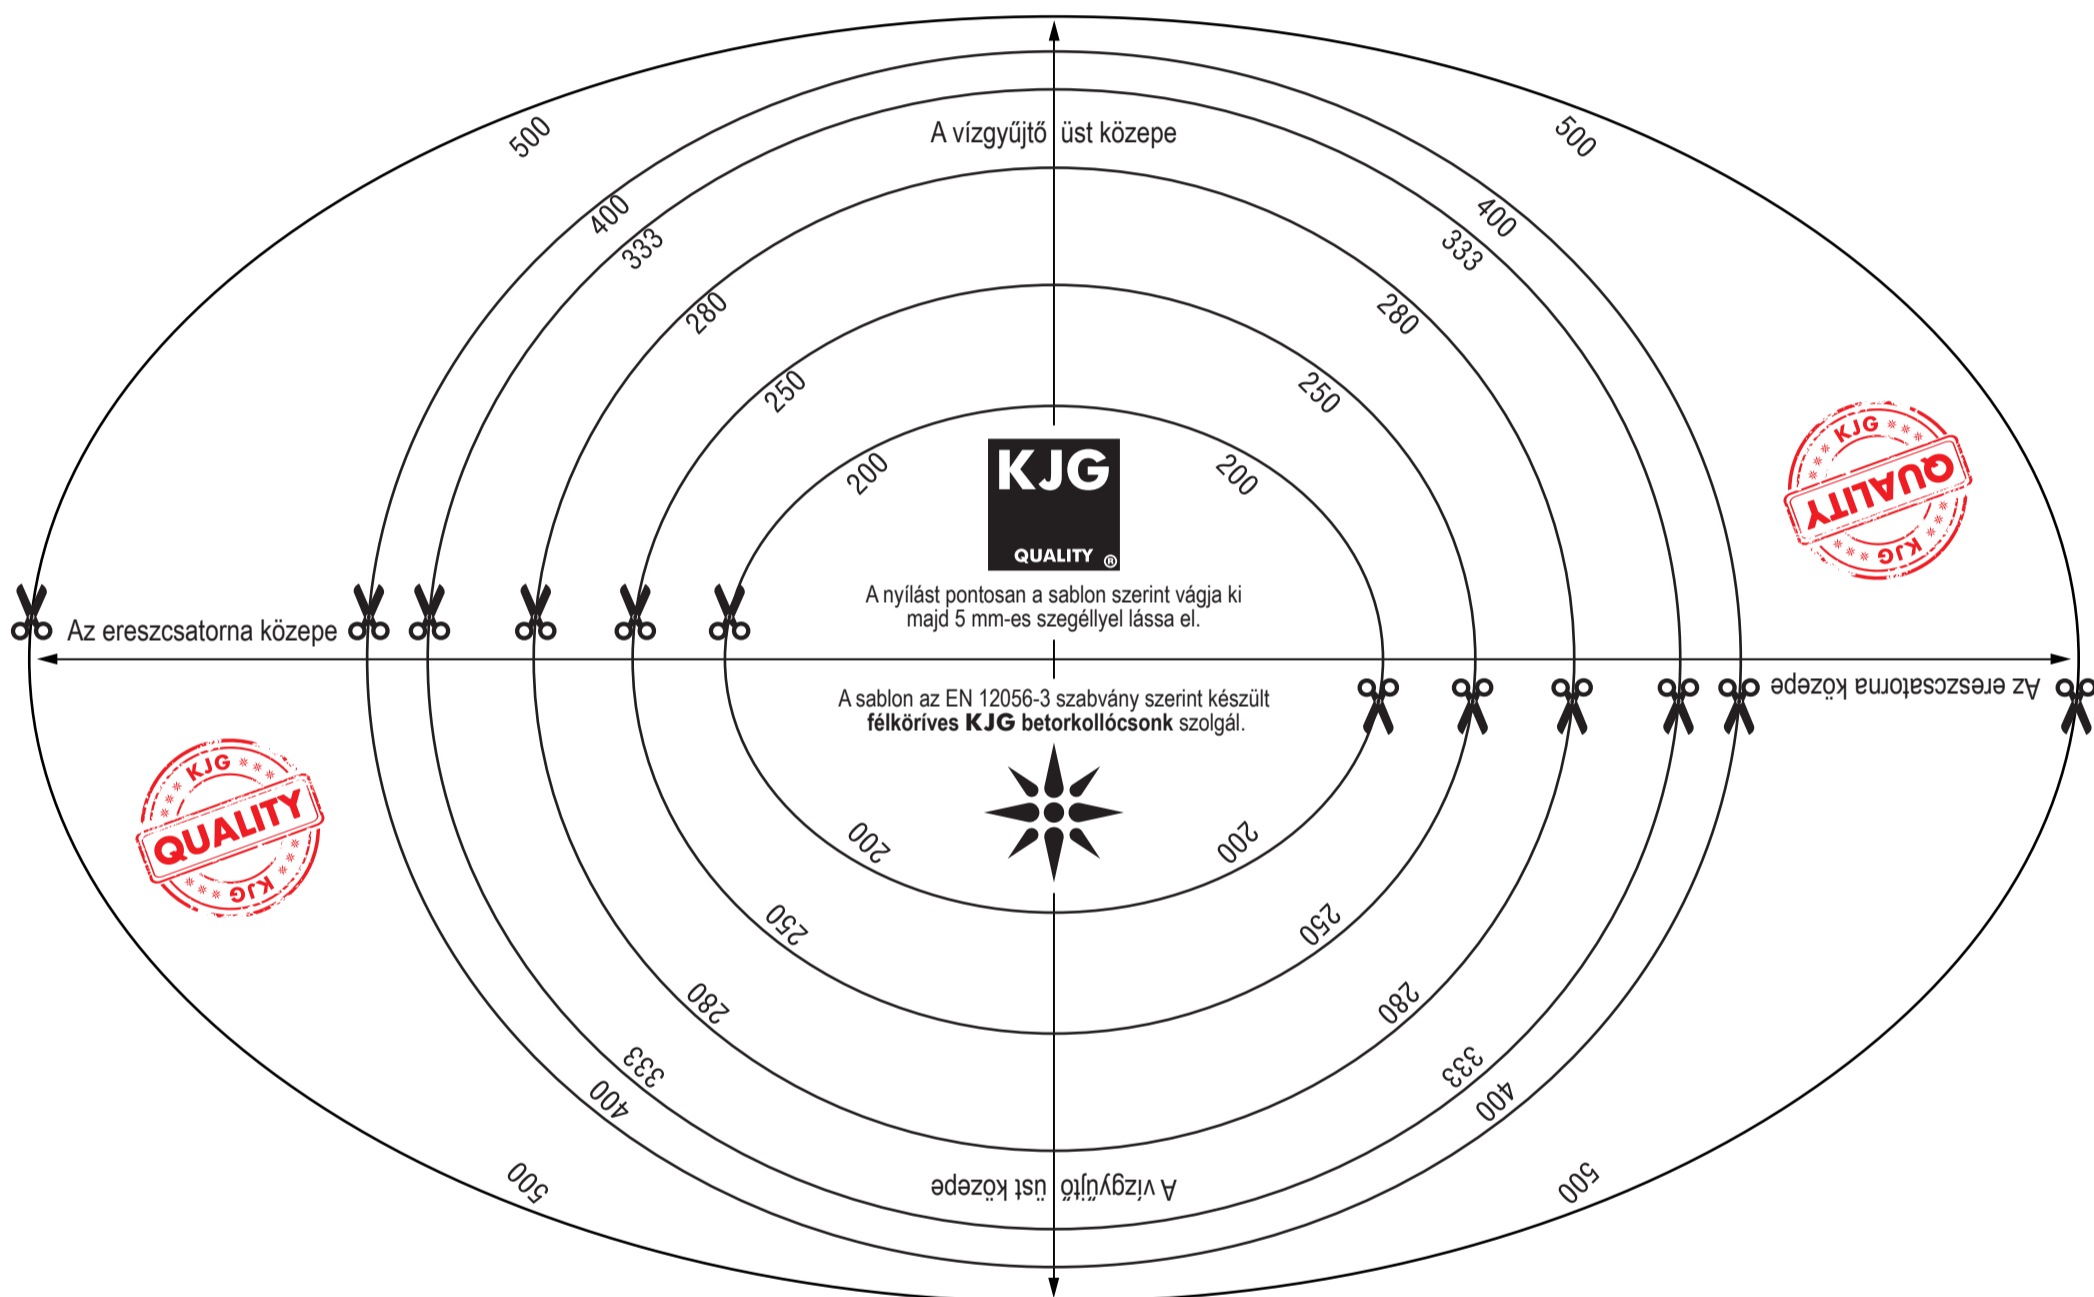 500 500
A vízgyűjtő üst közepe
400 400
333 333
280 280
250 250
200 200
KJG
QUALITY ®
KJG
QUALITY
KJG
A nyílást pontosan a sablon szerint vágja ki
majd 5 mm-es szegéllyel lássa el.
Az ereszcsatorna közepe
Az ereszcsatorna közepe
A sablon az EN 12056-3 szabvány szerint készült
félköríves KJG betorkollócsonk szolgál.
KJG
QUALITY
KJG
200 200
250 250
280 280
333 333
400 400
A vízgyűjtő üst közepe
500 500